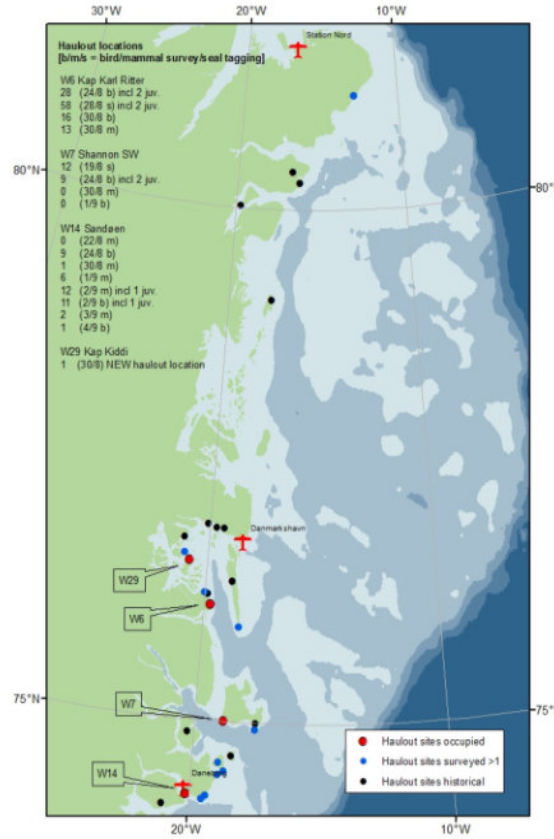 30°W
20°W
10°W
Station Nord
Haulout locations
[b/m/s = bird/mammal survey/seal tagging]
W6 Kap Karl Ritter
28 (24/8 b) incl 2 juv.
58 (28/8 s) incl 2 juv.
16 (30/8 b)
13 (30/8 m)
W7 Shannon SW
12 (19/8 s)
9 (24/8 b) incl 2 juv.
0 (30/8 m)
0 (1/9 b)
W14 Sandøen
0 (22/8 m)
9 (24/8 b)
1 (30/8 m)
6 (1/9 m)
12 (2/9 m) incl 1 juv.
11 (2/9 b) incl 1 juv.
2 (3/9 m)
1 (4/9 b)
W29 Kap Kiddi
1 (30/8) NEW haulout location
80°N
80°N
Danmarkshavn
W29
W6
75°N
75°N
W7
W14
Haulout sites occupied
Haulout sites surveyed >1
Haulout sites historical
20°W
10°W